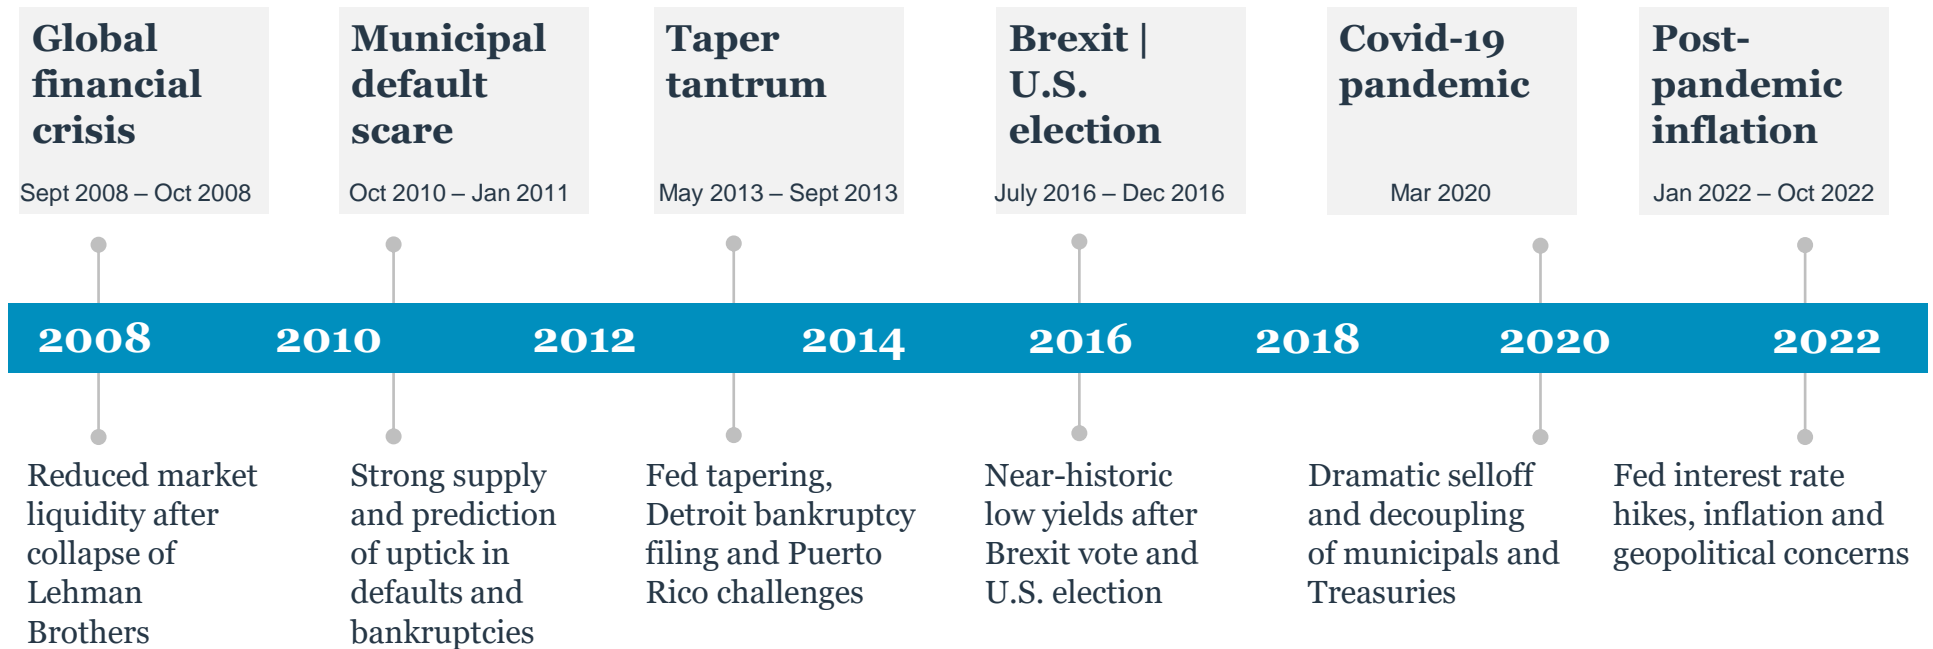 Global
financial
crisis
Sept 2008 – Oct 2008
Municipal
default
scare
Oct 2010 – Jan 2011
Taper
tantrum
May 2013 – Sept 2013
Brexit |
U.S.
election
July 2016 – Dec 2016
Covid-19
pandemic
Mar 2020
Post-
pandemic
inflation
Jan 2022 – Oct 2022
2008 2010 2012 2014 2016 2018 2020 2022
Reduced market
liquidity after
collapse of
Lehman
Brothers
Strong supply
and prediction
of uptick in
defaults and
bankruptcies
Fed tapering,
Detroit bankruptcy
filing and Puerto
Rico challenges
Near-historic
low yields after
Brexit vote and
U.S. election
Dramatic selloff
and decoupling
of municipals and
Treasuries
Fed interest rate
hikes, inflation and
geopolitical concerns